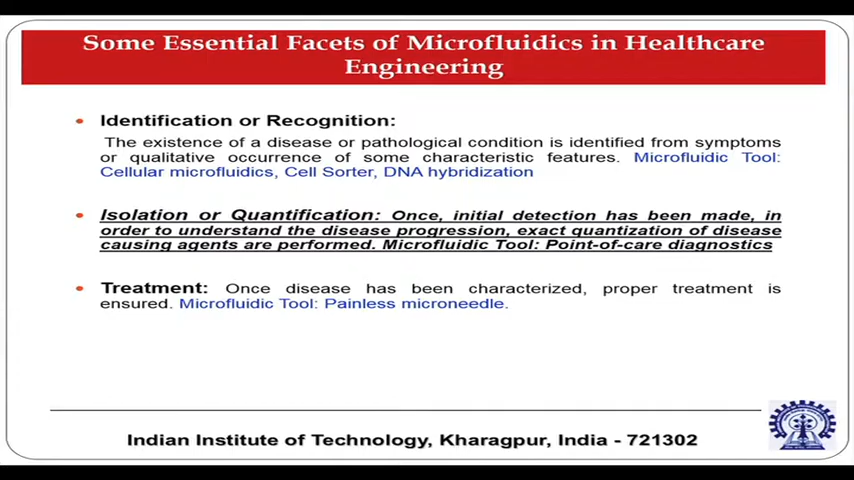 Some Essential Facets of Microfluidics in Healthcare
Engineering
• Identification or Recognition:
The existence of a disease or pathological condition is identified from symptoms
or qualitative occurrence of some characteristic features. Microfluidic Tool:
Cellular microfluidics, Cell Sorter, DNA hybridization
• Isolation or Quantification: Once, initial detection has been made, in
order to understand the disease progression, exact quantization of disease
causing agents are performed. Microfluidic Tool: Point-of-care diagnostics
• Treatment: Once disease has been characterized, proper treatment is
ensured. Microfluidic Tool: Painless microneedle.
Indian Institute of Technology, Kharagpur, India - 721302